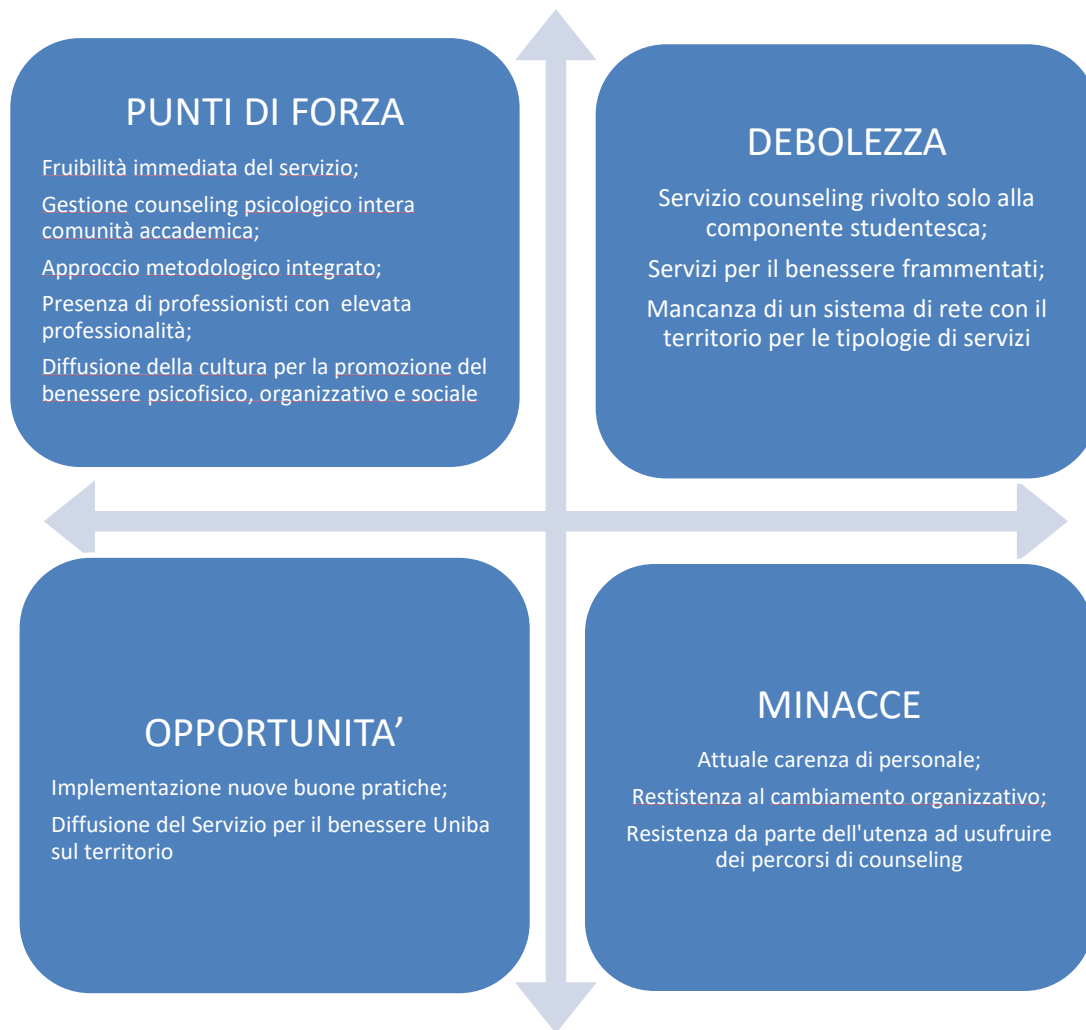 PUNTI DI FORZA
Fruibilità immediata del servizio;
Gestione counseling psicologico intera
comunità accademica;
Approccio metodologico integrato;
Presenza di professionisti con elevata
professionalità;
Diffusione della cultura per la promozione del
benessere psicofisico, organizzativo e sociale
DEBOLEZZA
Servizio counseling rivolto solo alla
componente studentesca;
Servizi per il benessere frammentati;
Mancanza di un sistema di rete con il
territorio per le tipologie di servizi
OPPORTUNITA’
Implementazione nuove buone pratiche;
Diffusione del Servizio per il benessere Uniba
sul territorio
MINACCE
Attuale carenza di personale;
Restistenza al cambiamento organizzativo;
Resistenza da parte dell'utenza ad usufruire
dei percorsi di counseling